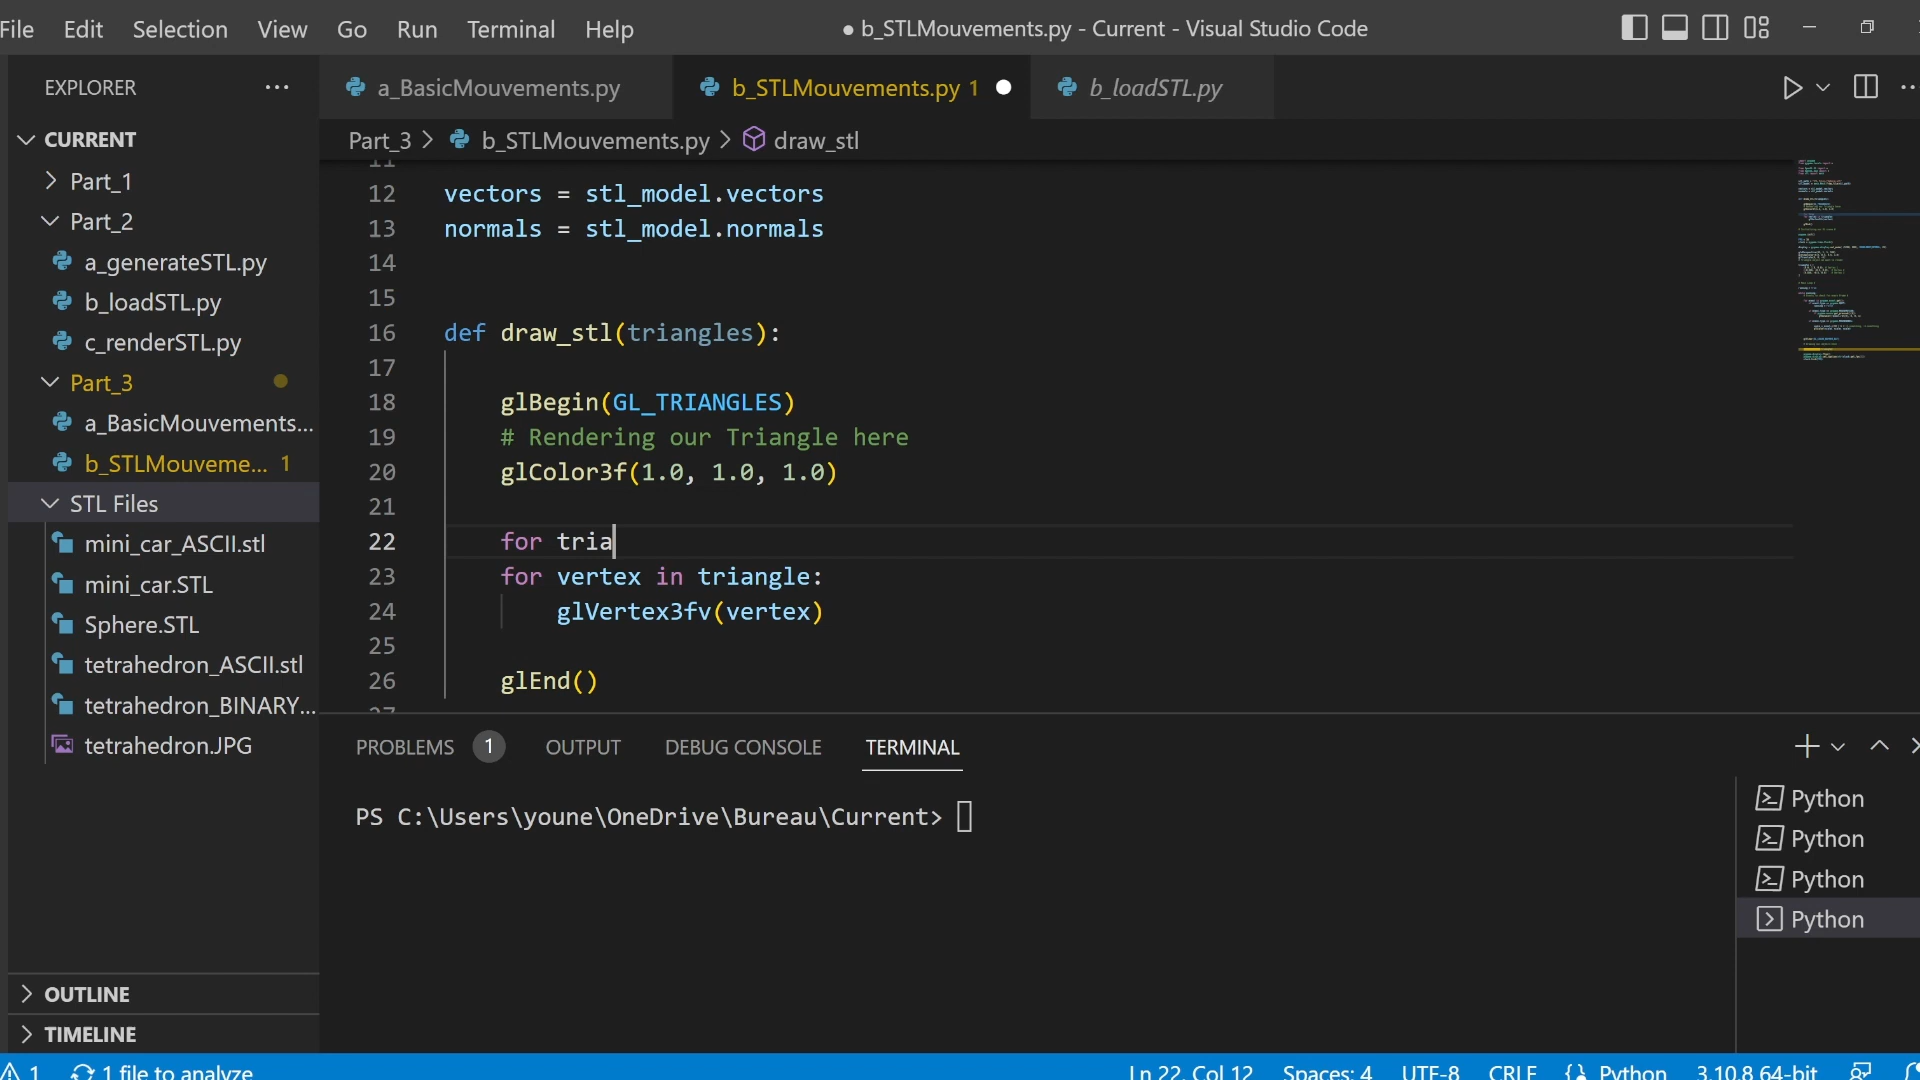 File Edit Selection View Go Run Terminal Help
● b_STLMouvements.py - Current - Visual Studio Code
EXPLORER
CURRENT
Part_1
Part_2
a_generateSTL.py
b_loadSTL.py
c_renderSTL.py
Part_3
a_BasicMouvements...
b_STLMouveme... 1
STL Files
mini_car_ASCII.stl
mini_car.STL
Sphere.STL
tetrahedron_ASCII.stl
tetrahedron_BINARY...
tetrahedron.JPG
OUTLINE
TIMELINE
a_BasicMouvements.py b_STLMouvements.py 1 b_loadSTL.py
Part_3 > b_STLMouvements.py > draw_stl
11
12 vectors = stl_model.vectors
13 normals = stl_model.normals
14
15
16 def draw_stl(triangles):
17
18 glBegin(GL_TRIANGLES)
19 # Rendering our Triangle here
20 glColor3f(1.0, 1.0, 1.0)
21
22 for tria
23 for vertex in triangle:
24 glVertex3fv(vertex)
25
26 glEnd()
27
PROBLEMS 1 OUTPUT DEBUG CONSOLE TERMINAL
PS C:\Users\youne\OneDrive\Bureau\Current>
Python
Python
Python
Python
1 1 file to analyze Ln 22, Col 12 Spaces: 4 UTF-8 CRLF {} Python 3.10.8 64-bit